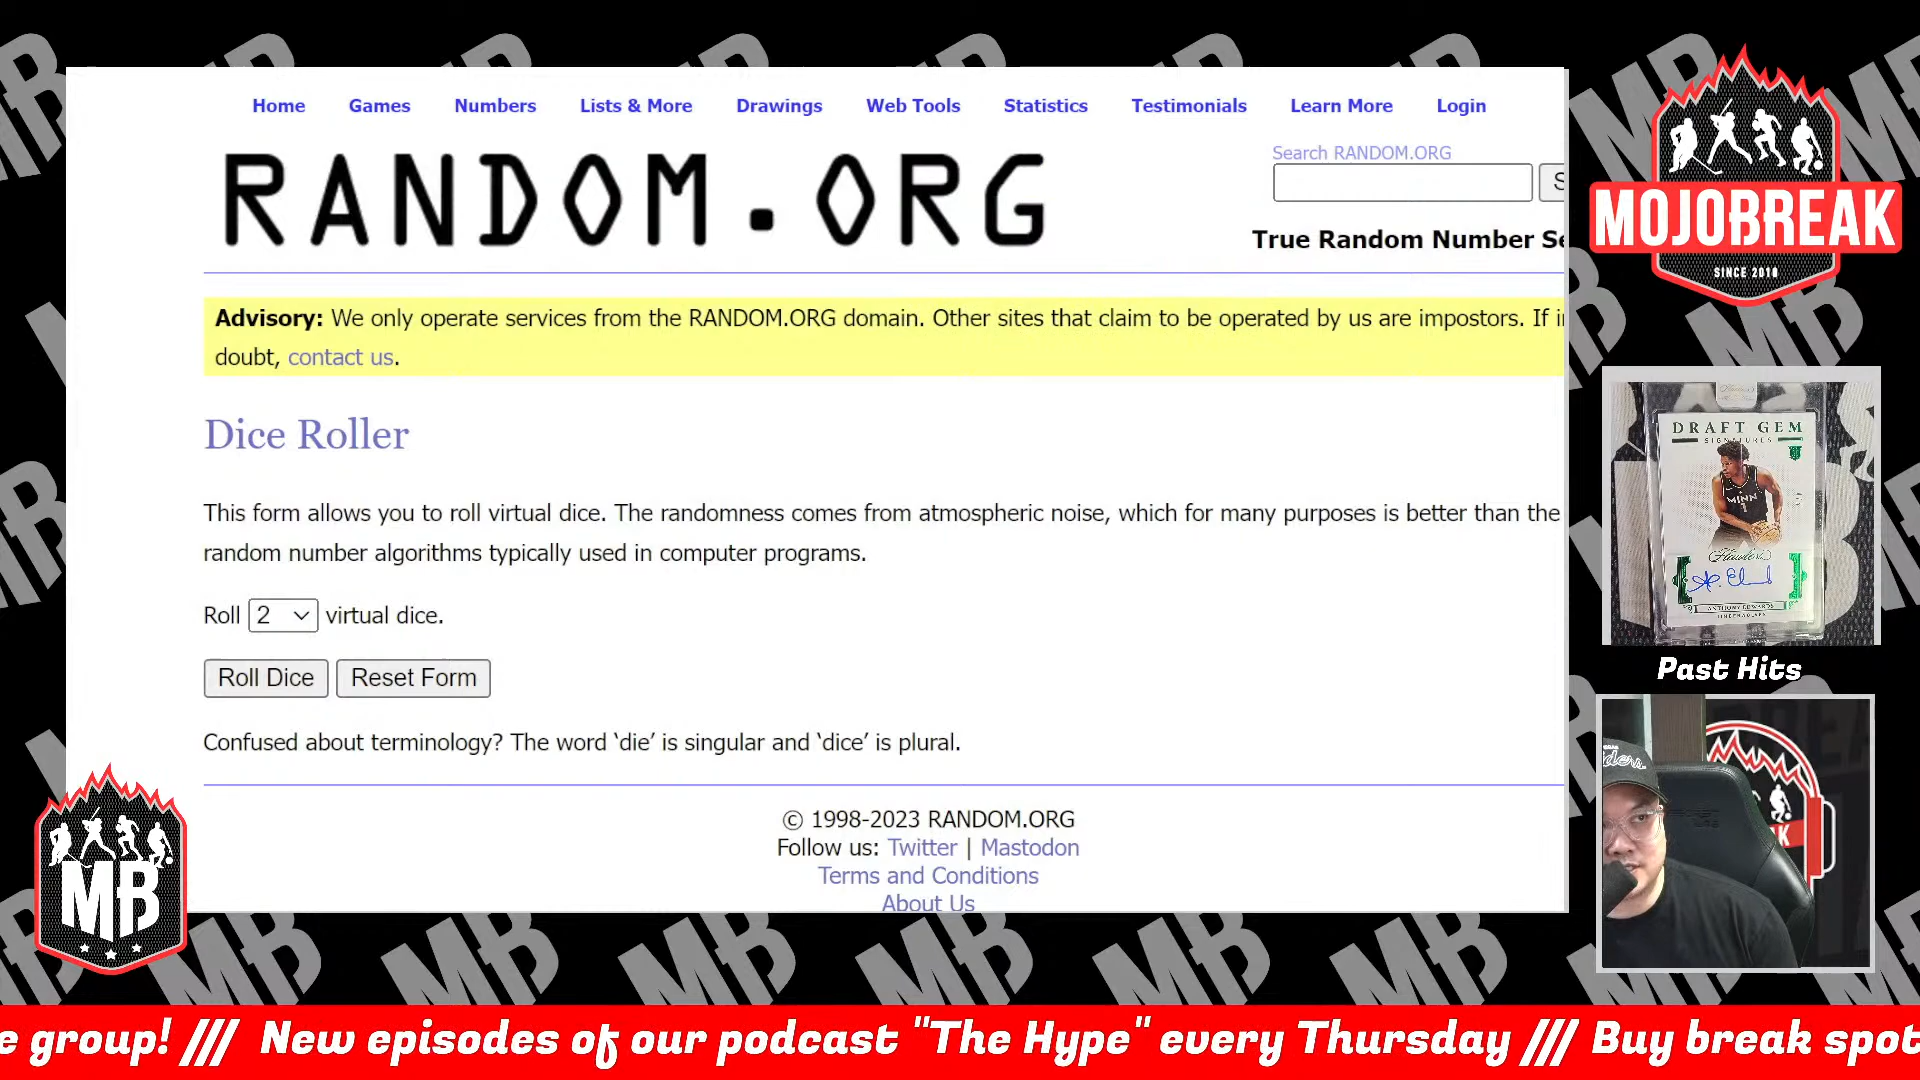 Home Games Numbers Lists & More Drawings Web Tools Statistics Testimonials Learn More Login
RANDOM.ORG
Search RANDOM.ORG
True Random Number Se
Advisory: We only operate services from the RANDOM.ORG domain. Other sites that claim to be operated by us are impostors. If in
doubt, contact us.
Dice Roller
This form allows you to roll virtual dice. The randomness comes from atmospheric noise, which for many purposes is better than the
random number algorithms typically used in computer programs.
Roll 2 virtual dice.
Roll Dice Reset Form
Confused about terminology? The word ‘die’ is singular and ‘dice’ is plural.
© 1998-2023 RANDOM.ORG
Follow us: Twitter | Mastodon
Terms and Conditions
About Us
MB
MOJOBREAK
SINCE 2010
DRAFT GEM
SIGNATURES
MINN
Flawless
ANTHONY EDWARDS
Past Hits
e group! /// New episodes of our podcast "The Hype" every Thursday /// Buy break spot